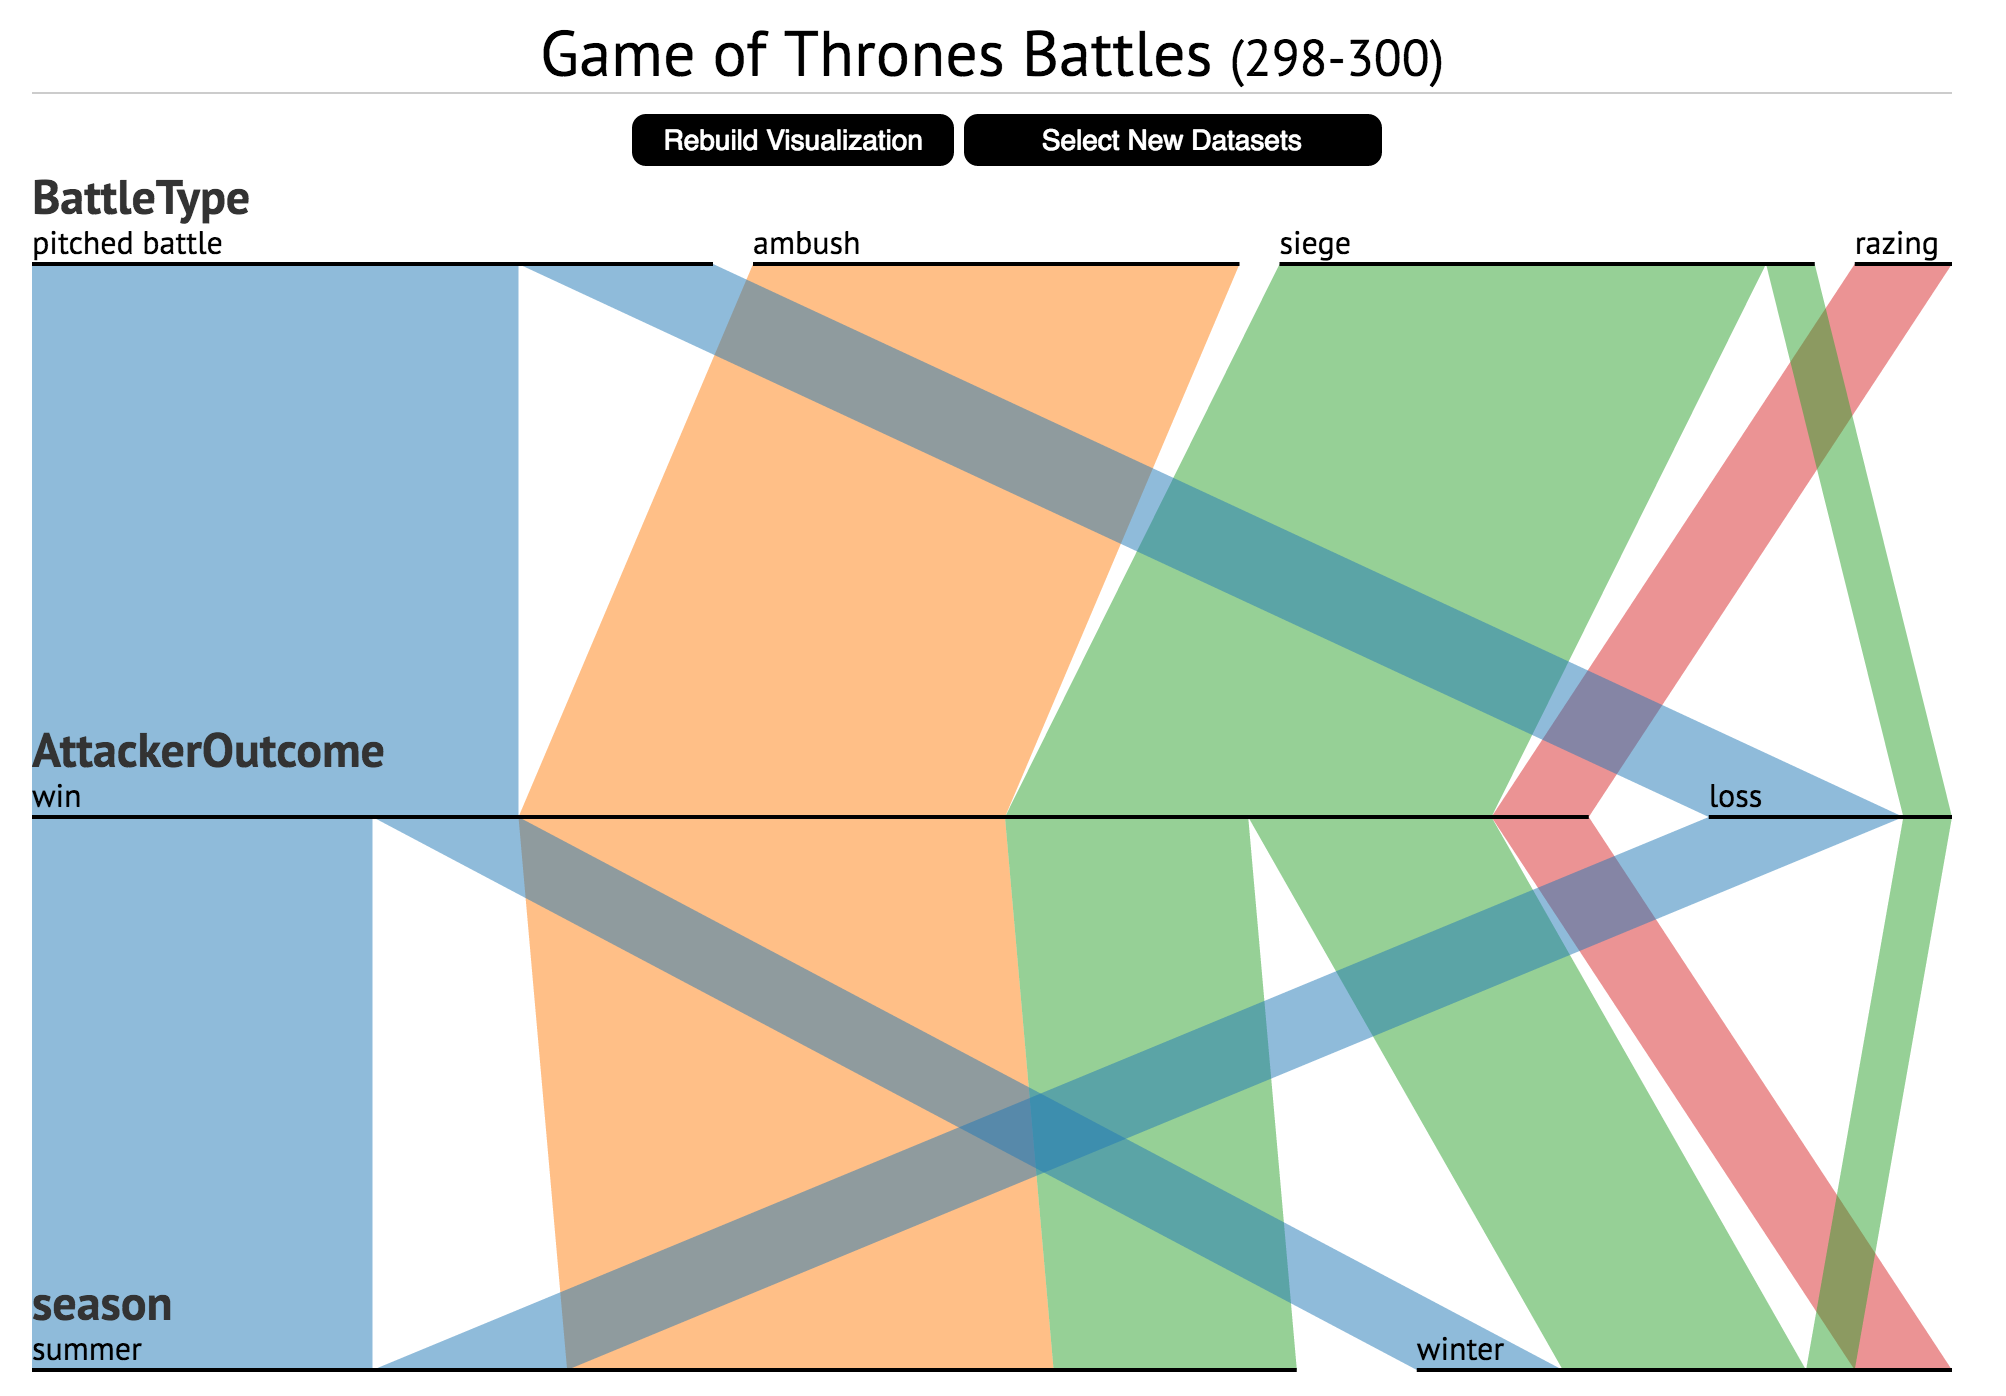 Game of Thrones Battles (298-300)
Rebuild Visualization Select New Datasets
BattleType
pitched battle ambush siege razing
AttackerOutcome
win loss
season
summer winter